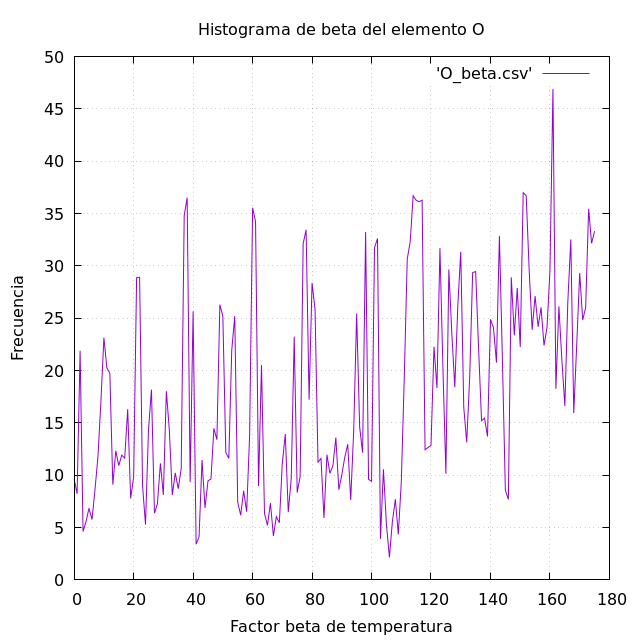 Histograma de beta del elemento O
'O_beta.csv'
50
45
40
35
30
25
20
15
10
5
0
Frecuencia
0 20 40 60 80 100 120 140 160 180
Factor beta de temperatura